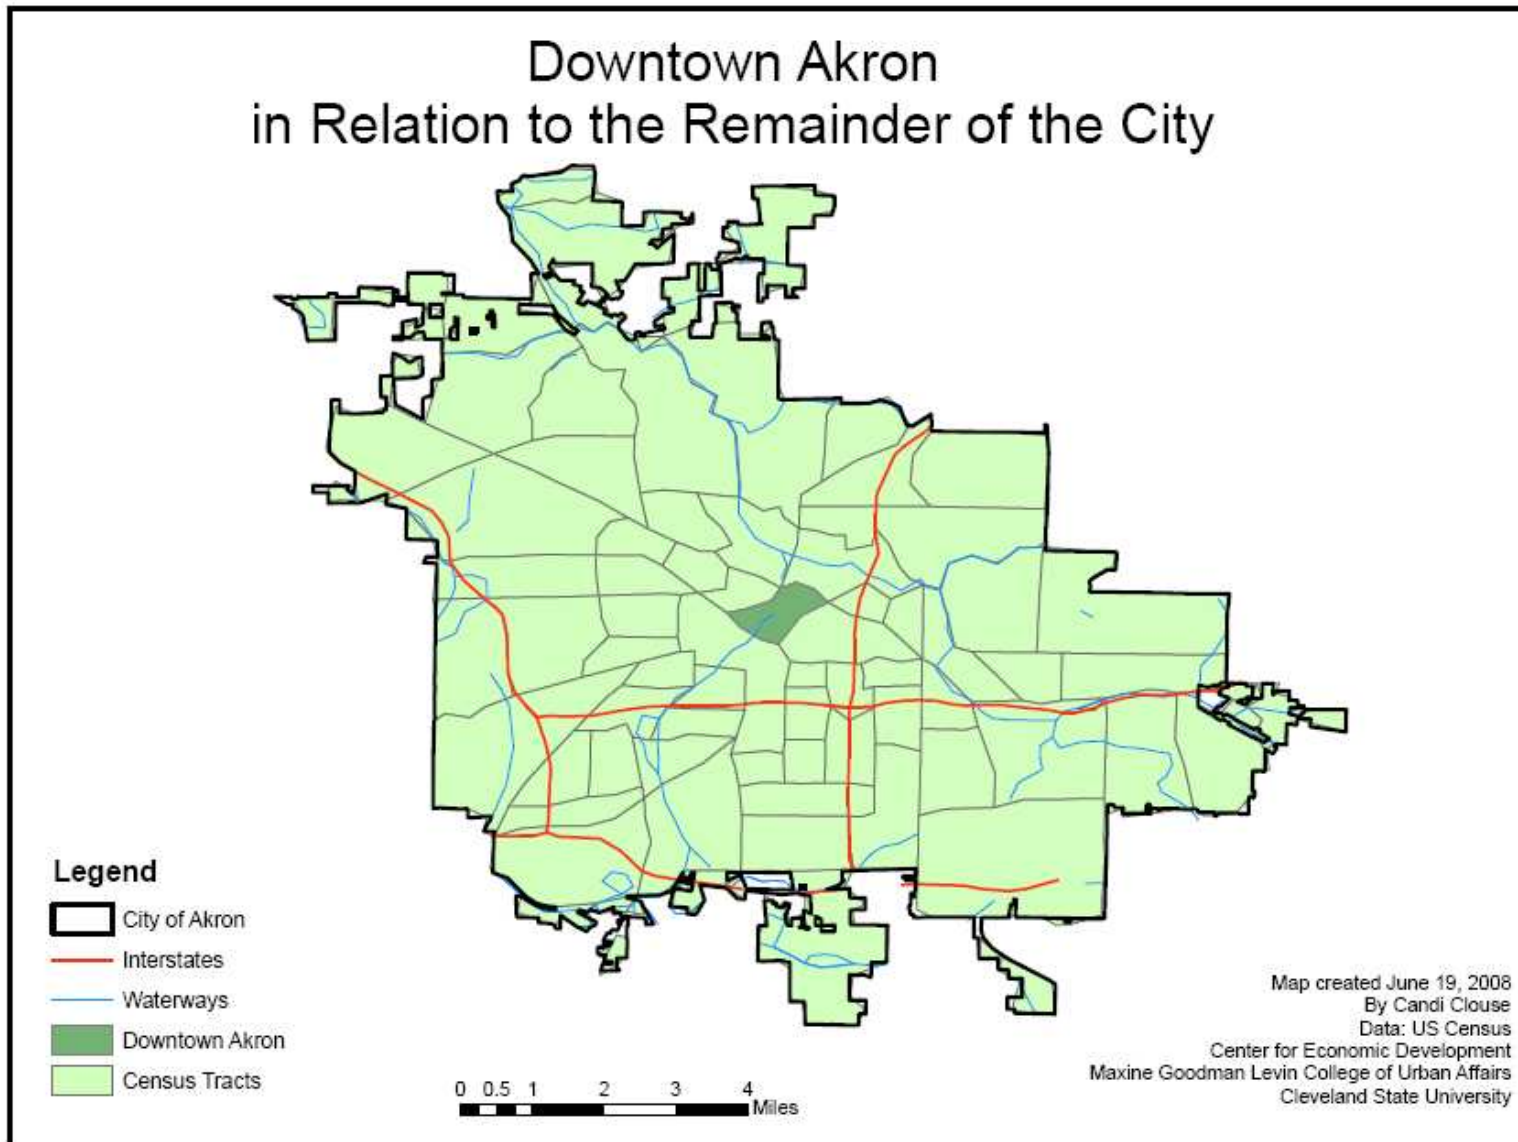 Downtown Akron
in Relation to the Remainder of the City
Legend
City of Akron
Interstates
Waterways
Downtown Akron
Census Tracts
0 0.5 1 2 3 4
Miles
Map created June 19, 2008
By Candi Clouse
Data: US Census
Center for Economic Development
Maxine Goodman Levin College of Urban Affairs
Cleveland State University